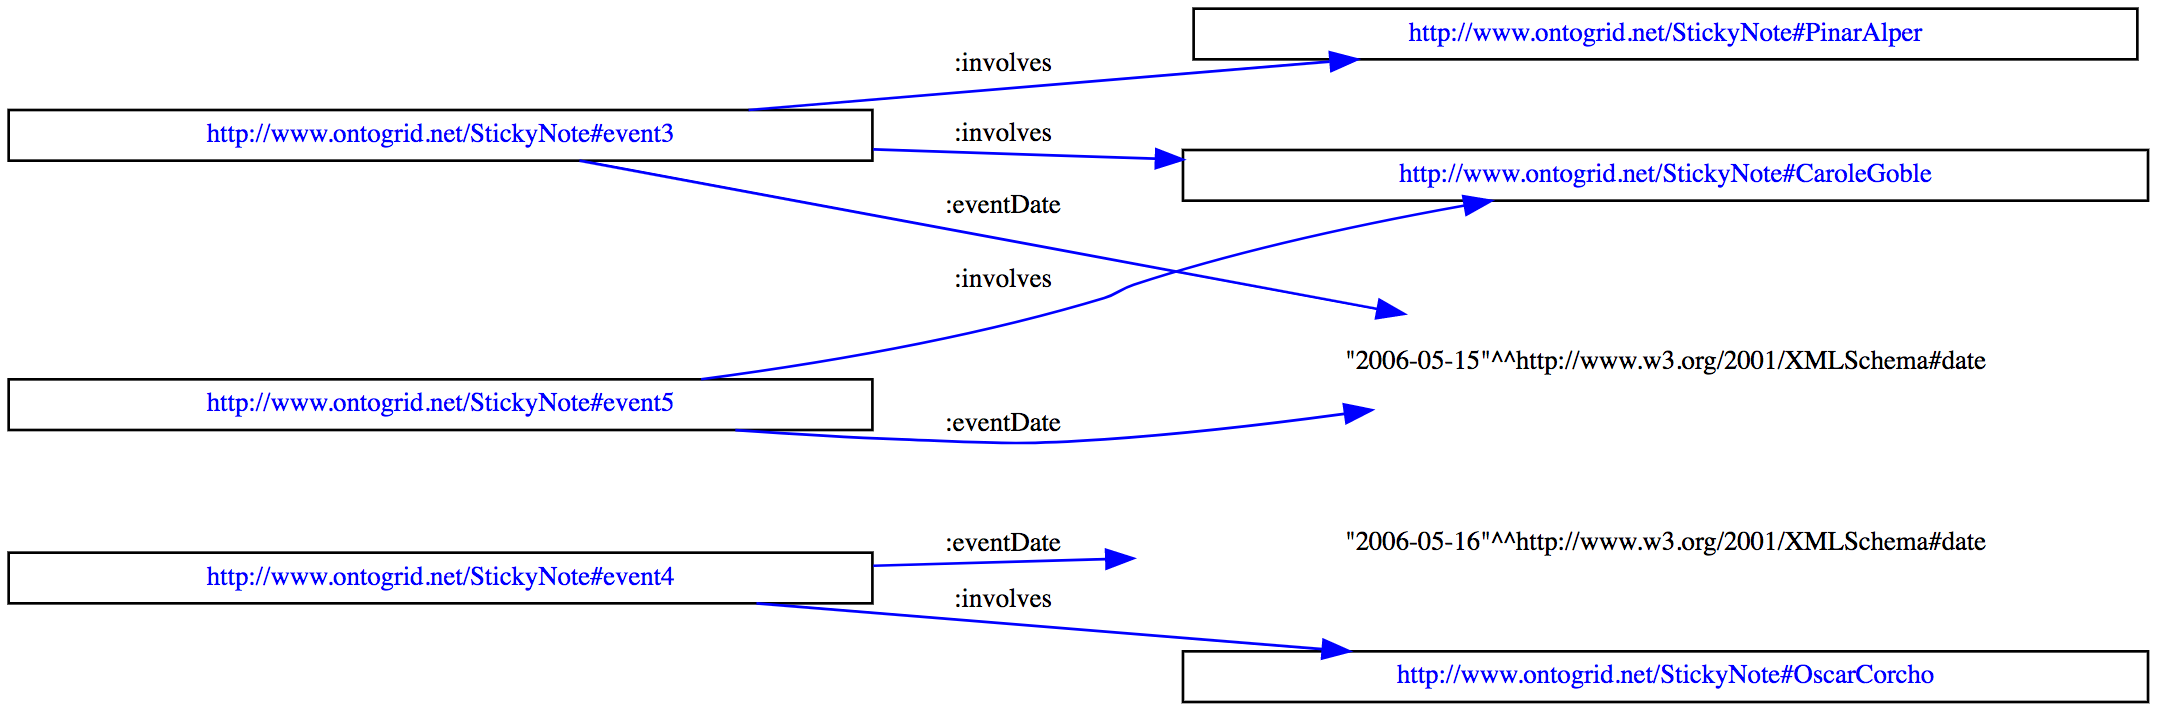 http://www.ontogrid.net/StickyNote#PinarAlper
:involves
http://www.ontogrid.net/StickyNote#event3
:involves
http://www.ontogrid.net/StickyNote#CaroleGoble
:eventDate
:involves
"2006-05-15"^^http://www.w3.org/2001/XMLSchema#date
http://www.ontogrid.net/StickyNote#event5
:eventDate
:eventDate
"2006-05-16"^^http://www.w3.org/2001/XMLSchema#date
http://www.ontogrid.net/StickyNote#event4
:involves
http://www.ontogrid.net/StickyNote#OscarCorcho